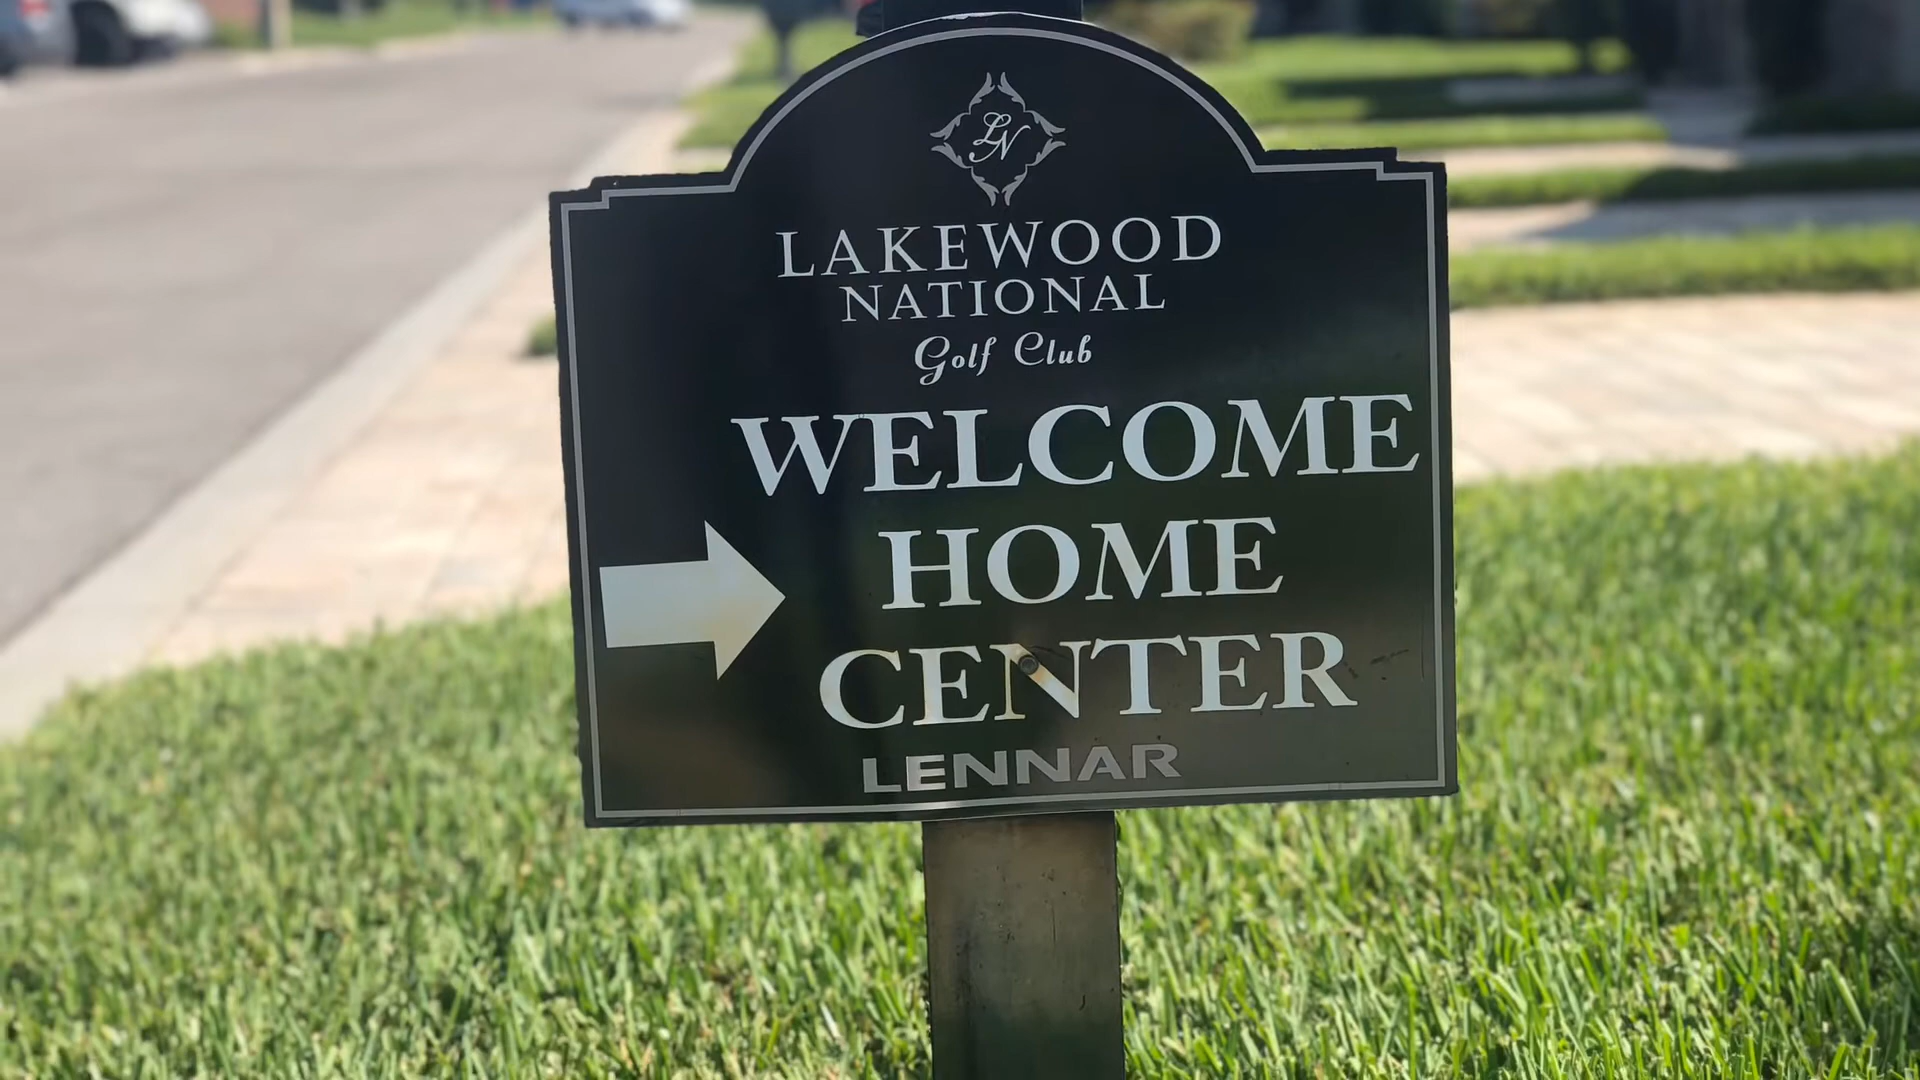 LN
LAKEWOOD
NATIONAL
Golf Club
WELCOME
HOME
CENTER
LENNAR